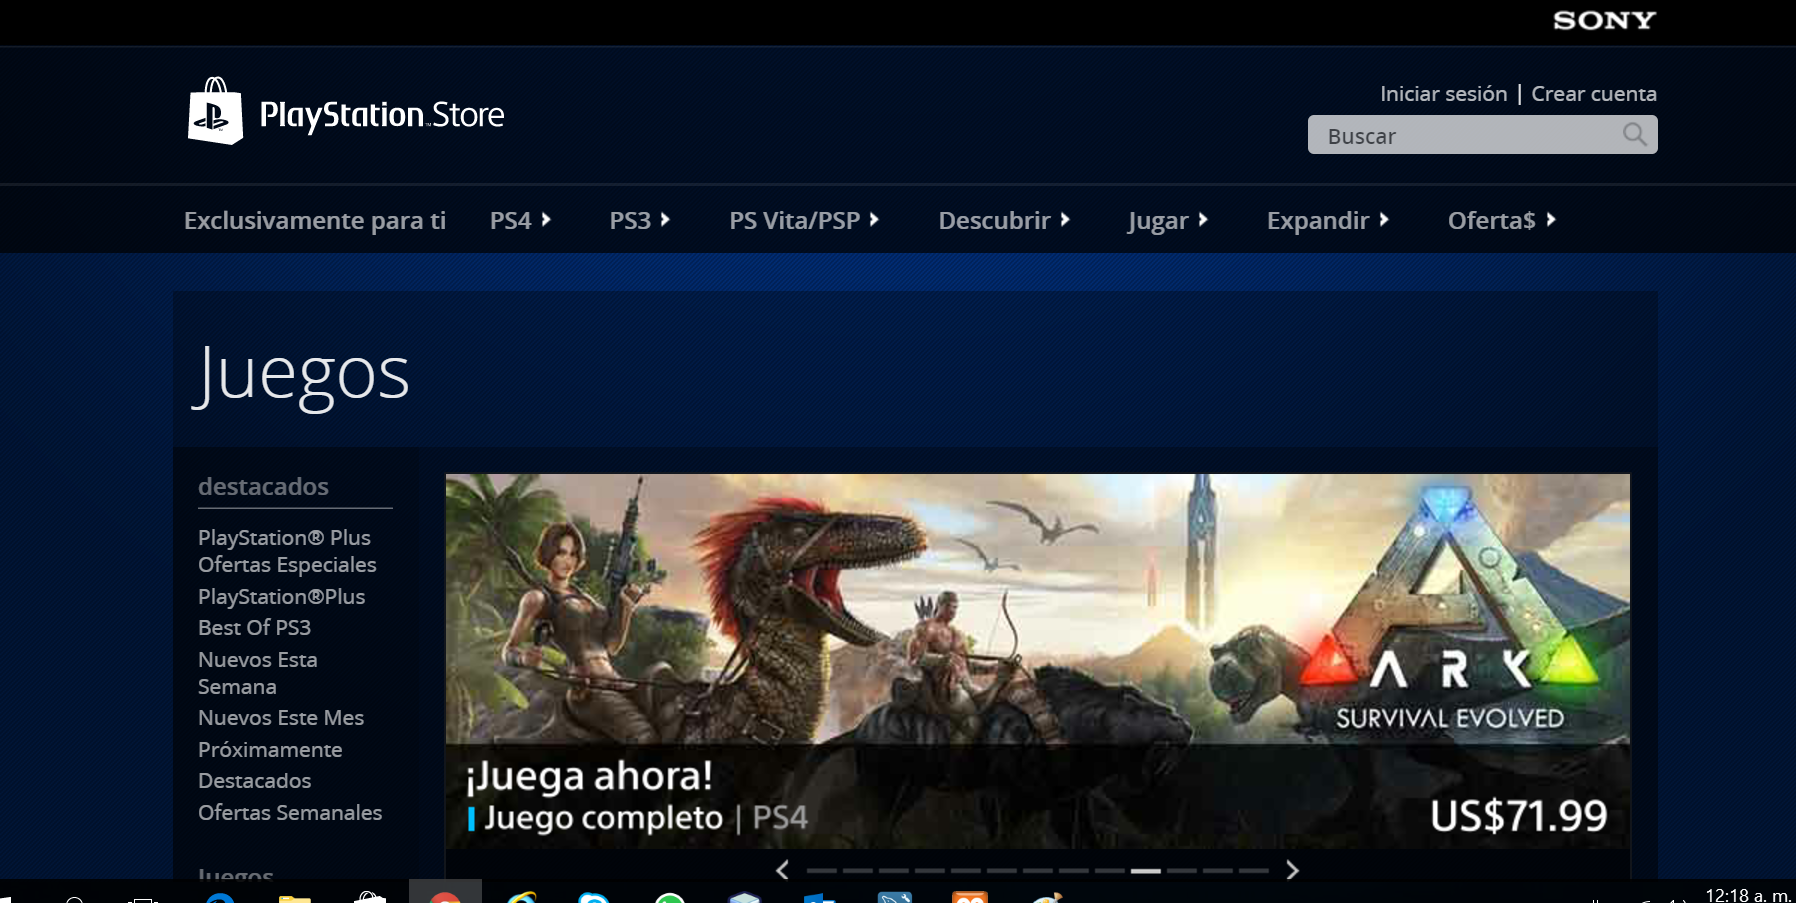 SONY
PlayStation™Store
Iniciar sesión | Crear cuenta
Buscar
Exclusivamente para ti PS4 PS3 PS Vita/PSP Descubrir Jugar Expandir Oferta$
Juegos
destacados
PlayStation® Plus
Ofertas Especiales
PlayStation®Plus
Best Of PS3
Nuevos Esta
Semana
Nuevos Este Mes
Próximamente
Destacados
Ofertas Semanales
Juegos
ARK
SURVIVAL EVOLVED
¡Juega ahora!
Juego completo | PS4
US$71.99
12:18 a. m.